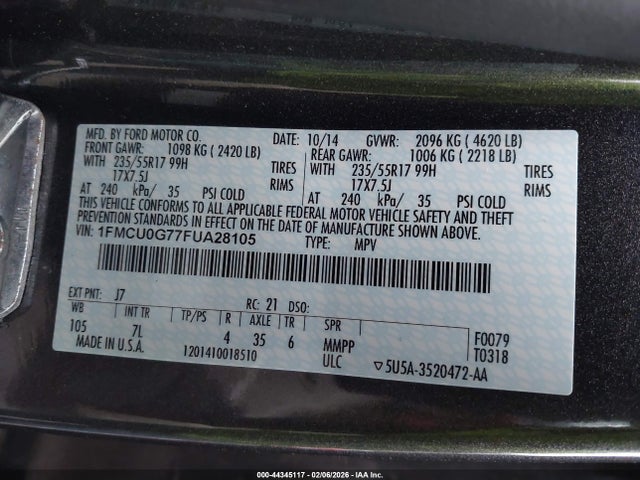 MFD. BY FORD MOTOR CO.
DATE: 10/14 GVWR: 2096 KG ( 4620 LB)
FRONT GAWR: 1098 KG ( 2420 LB)
REAR GAWR: 1006 KG ( 2218 LB)
WITH 235/55R17 99H TIRES
WITH 235/55R17 99H TIRES
17X7.5J RIMS
17X7.5J RIMS
AT 240 kPa/ 35 PSI COLD
AT 240 kPa/ 35 PSI COLD
THIS VEHICLE CONFORMS TO ALL APPLICABLE FEDERAL MOTOR VEHICLE SAFETY AND THEFT
PREVENTION STANDARDS IN EFFECT ON THE DATE OF MANUFACTURE SHOWN ABOVE.
VIN: 1FMCU0G77FUA28105
TYPE: MPV
EXT PNT: J7 RC: 21 DSO:
WB INT TR TP/PS R AXLE TR SPR
105 7L 4 35 6 MMPP F0079
MADE IN U.S.A. 1201410018510 ULC ▽5U5A-3520472-AA T0318
000-44345117 - 02/06/2026 - IAA Inc.